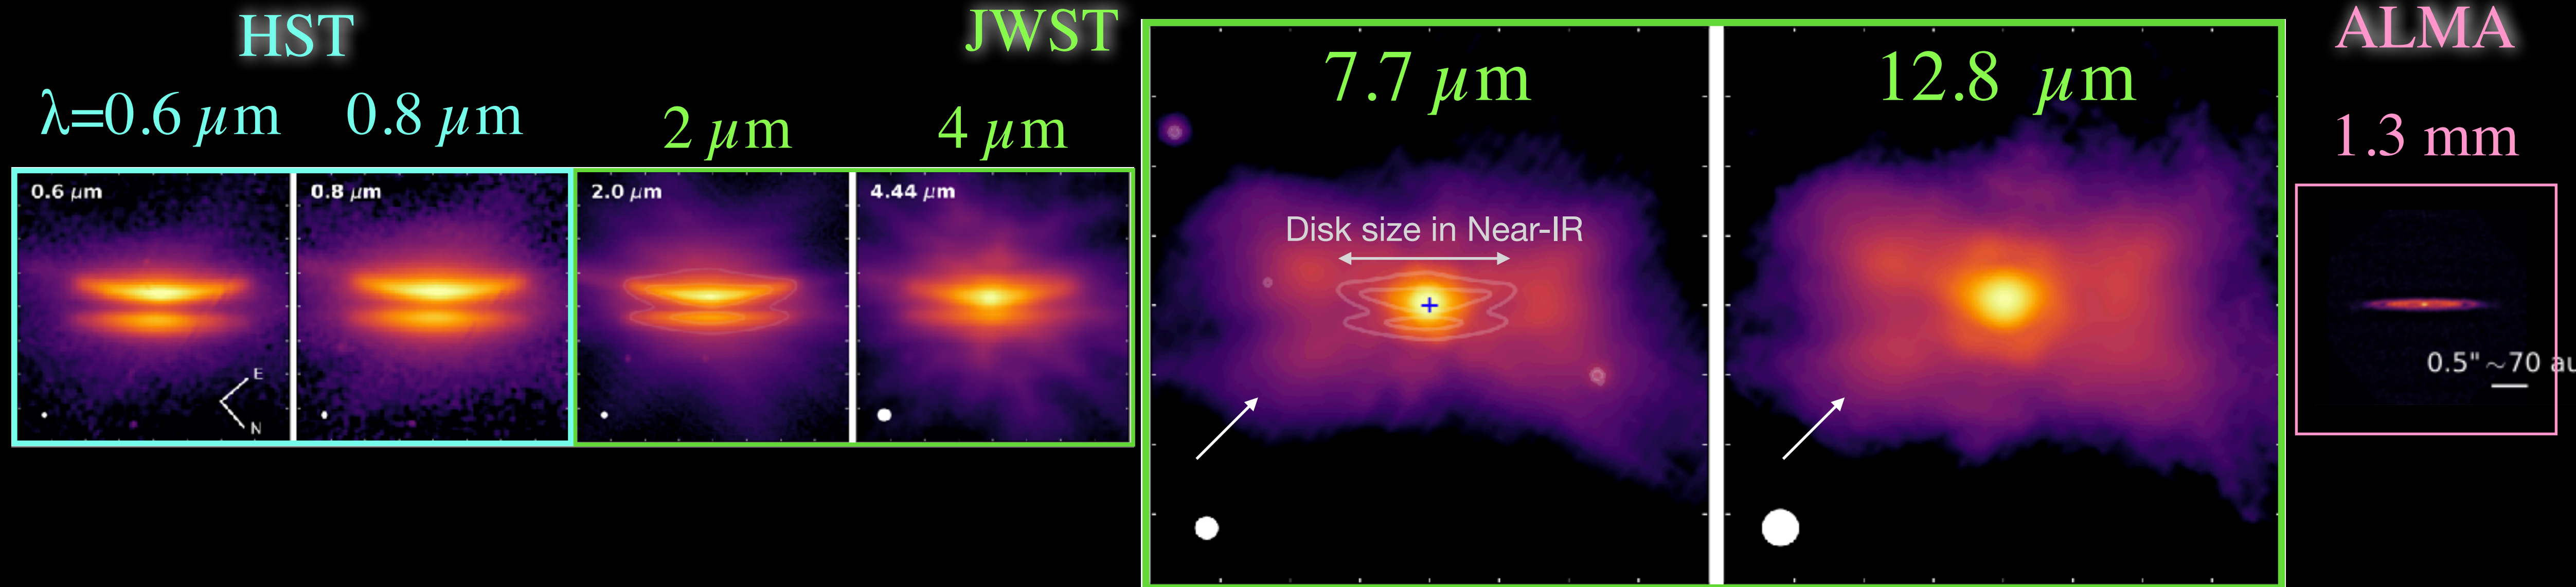 HST
λ=0.6 µm
0.8 µm
JWST
2 µm
4 µm
7.7 µm
12.8 µm
ALMA
1.3 mm
0.6 µm
0.8 µm
2.0 µm
4.44 µm
E
N
Disk size in Near-IR
0.5" ~70 au